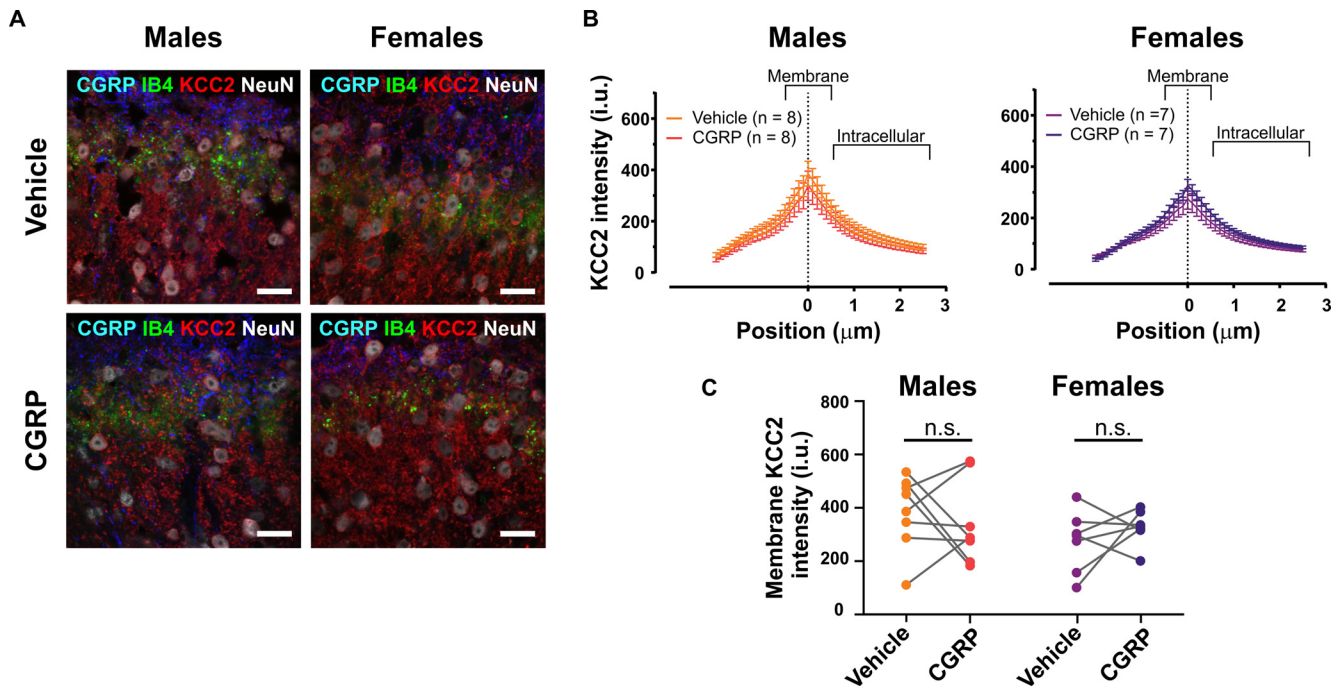 A
Males
Females
CGRP IB4 KCC2 NeuN
CGRP IB4 KCC2 NeuN
Vehicle
CGRP IB4 KCC2 NeuN
CGRP IB4 KCC2 NeuN
CGRP
B
Males
Membrane
Vehicle (n = 8)
CGRP (n = 8)
Intracellular
KCC2 intensity (i.u.)
600
400
200
0
0 1 2 3
Position (μm)
Females
Membrane
Vehicle (n =7)
CGRP (n = 7)
Intracellular
600
400
200
0
0 1 2 3
Position (μm)
C
Males
Females
Membrane KCC2
intensity (i.u.)
800
600
400
200
0
n.s.
n.s.
Vehicle
CGRP
Vehicle
CGRP